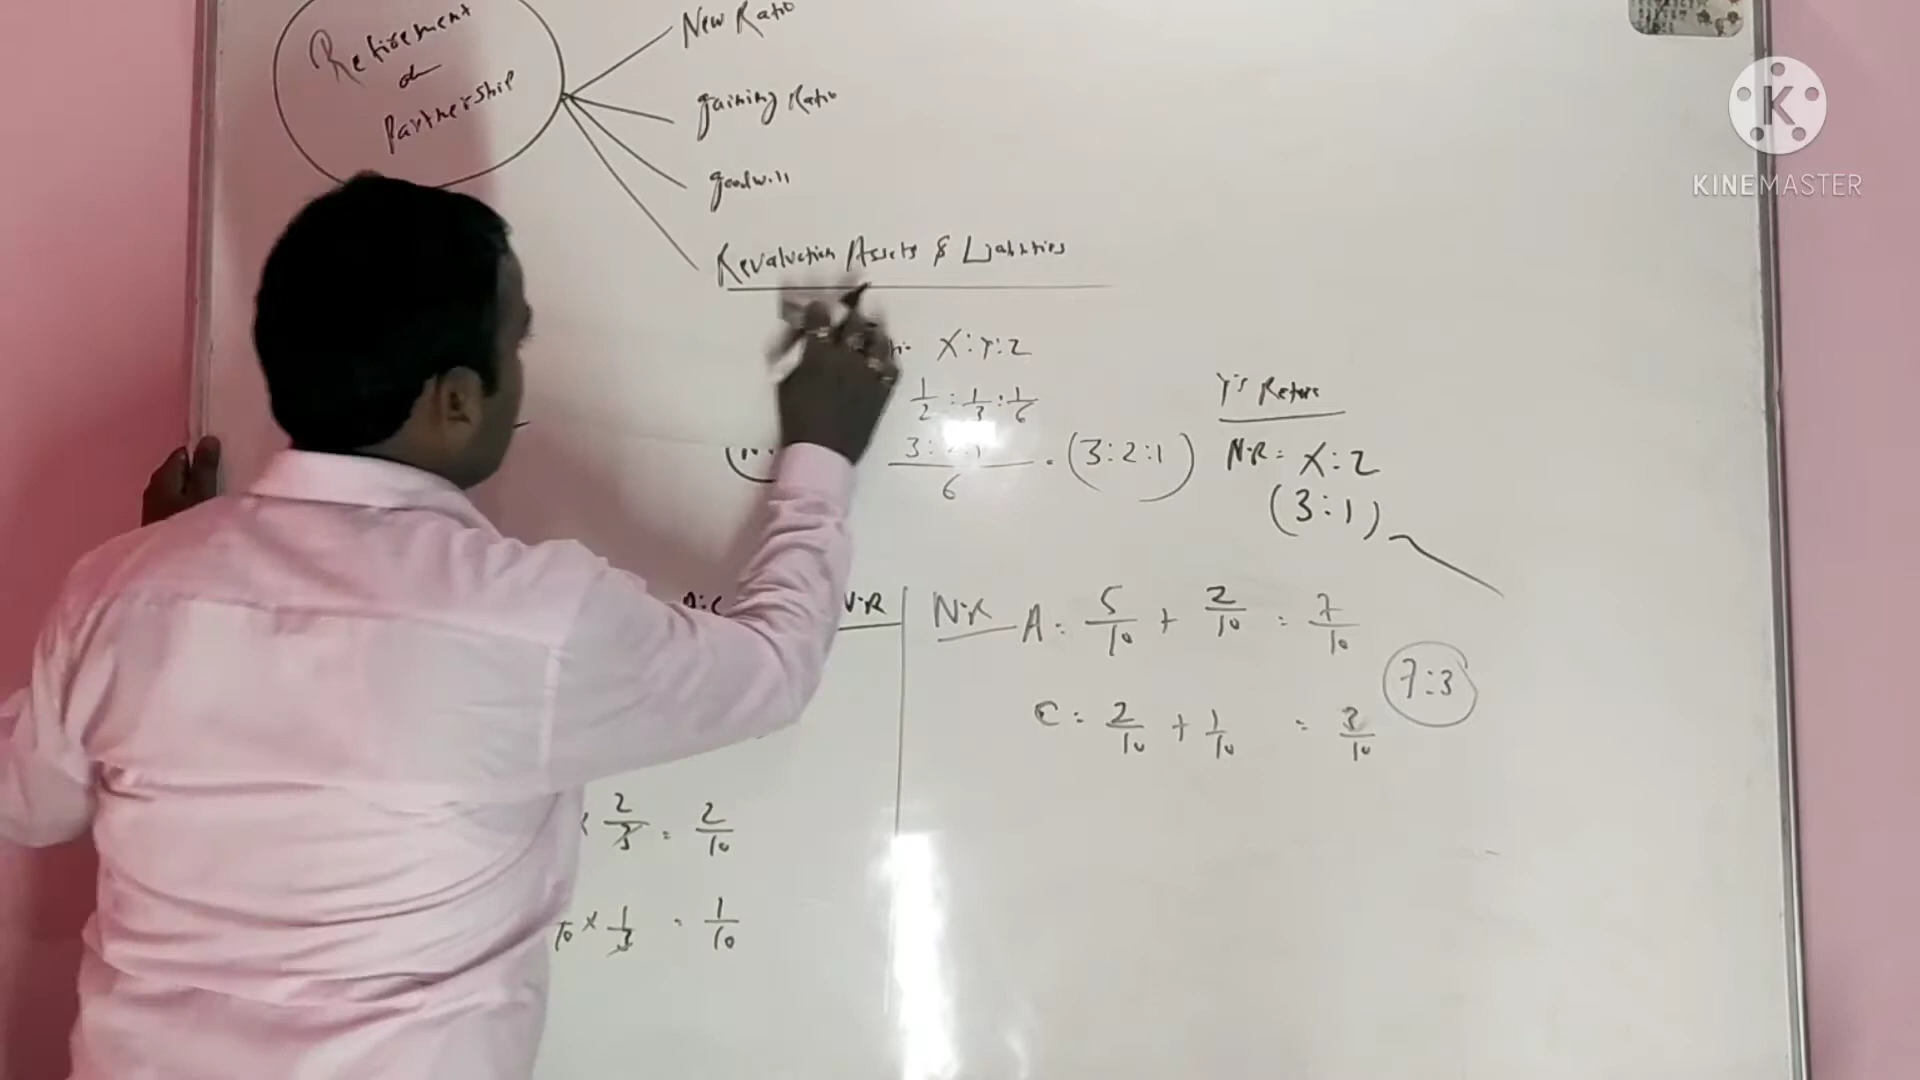 Retirement
of
Partnership
New Ratio
gaining Ratio
goodwill
Revaluation Assets & Liabilities
X:Y:Z
1/2 : 1/3 : 1/6
6
(3:2:1)
Y's Retire
N.R = X:Z
(3:1)
N.R
N.R A = 5/10 + 2/10 = 7/10
C = 2/10 + 1/10 = 3/10
7:3
× 2/3 = 2/10
10 × 1/3 = 1/10
K
KINEMASTER